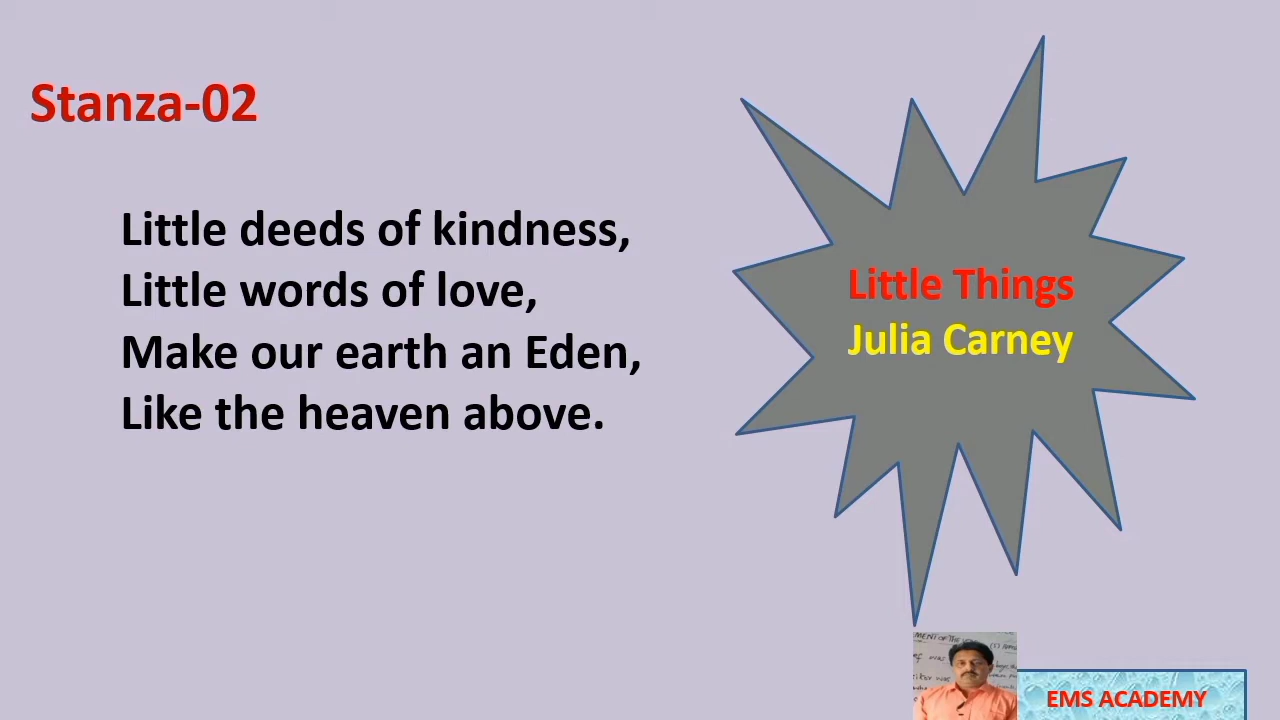 Stanza-02
Little deeds of kindness,
Little words of love,
Make our earth an Eden,
Like the heaven above.
Little Things
Julia Carney
EMS ACADEMY